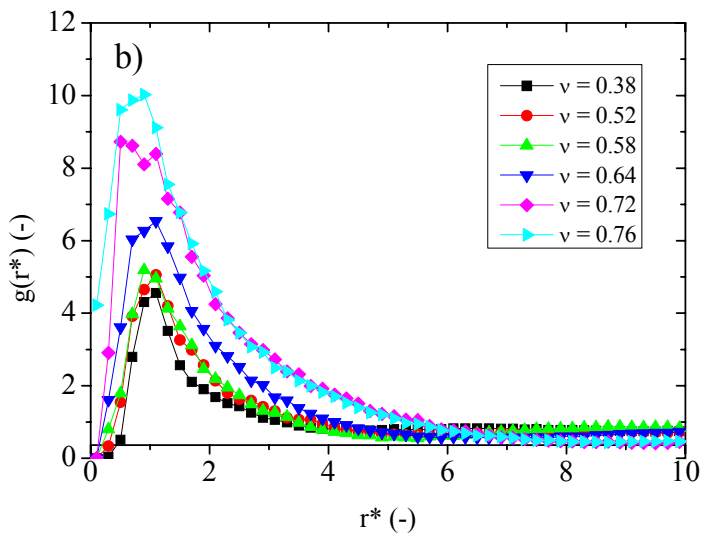 12
b)
ν = 0.38
ν = 0.52
ν = 0.58
ν = 0.64
ν = 0.72
ν = 0.76
10
8
6
4
2
0
g(r*) (-)
0 2 4 6 8 10
r* (-)